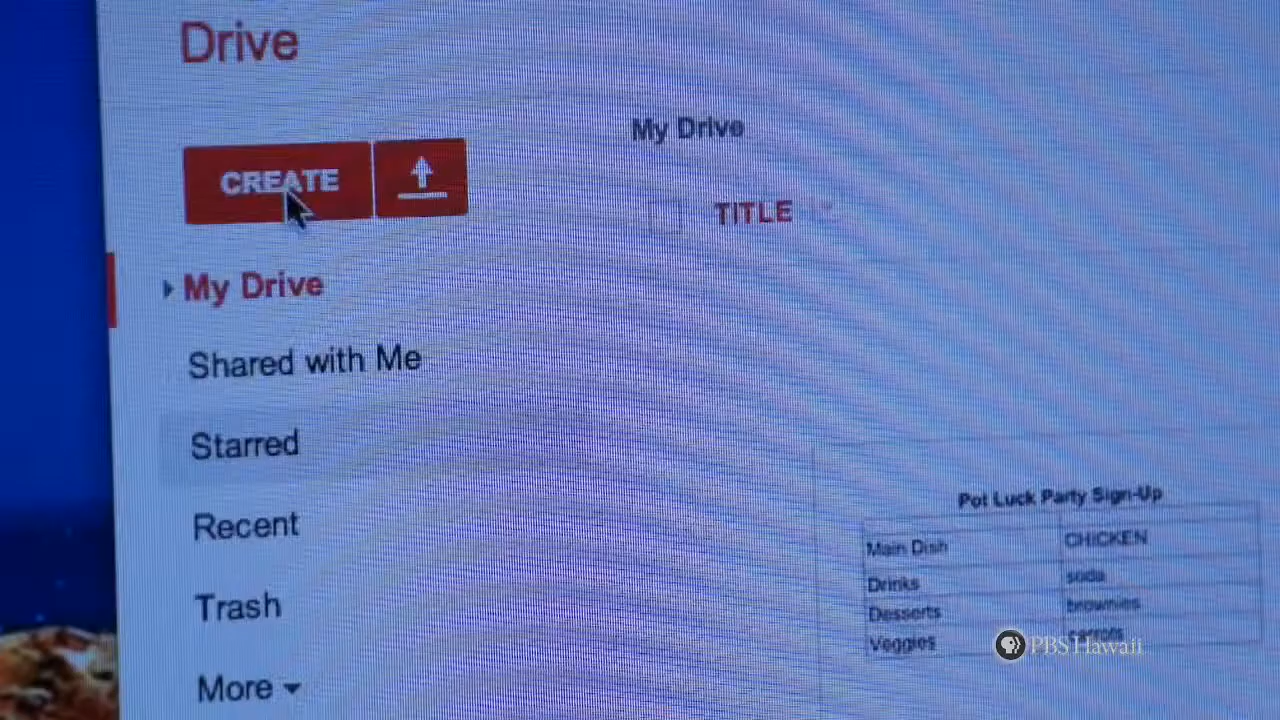 Drive
CREATE
My Drive
TITLE
My Drive
Shared with Me
Starred
Recent
Trash
More
Pot Luck Party Sign-Up
Main Dish CHICKEN
Drinks soda
Desserts brownies
Veggies carrots
PBS Hawaii